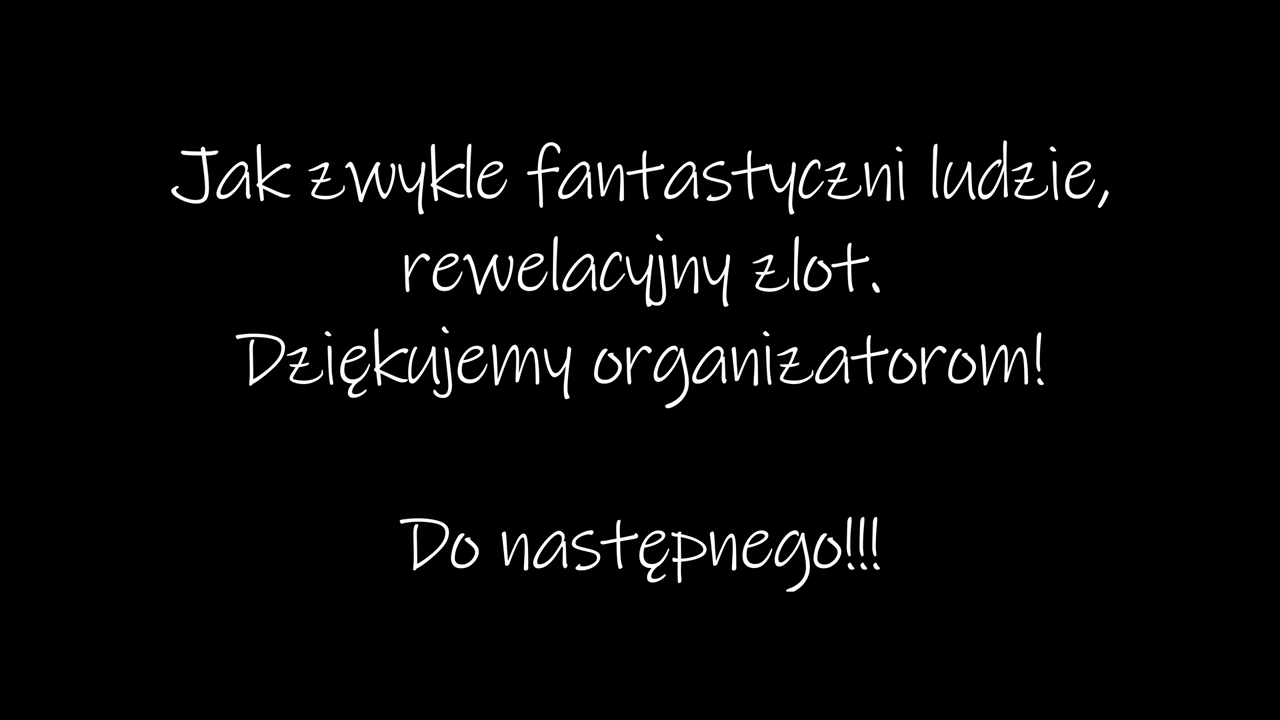 Jak zwykle fantastyczni ludzie,
rewelacyjny zlot.
Dziękujemy organizatorom!
Do następnego!!!